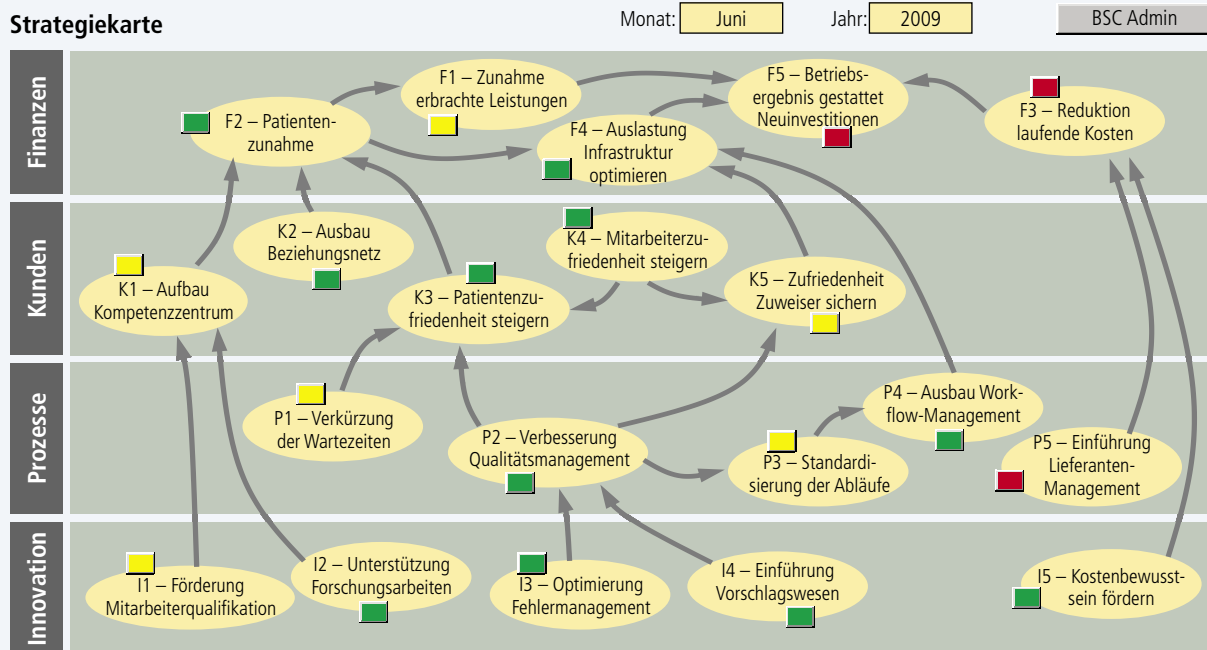 Strategiekarte
Monat: Juni Jahr: 2009 BSC Admin
Finanzen
F1 – Zunahme
erbrachte Leistungen
F5 – Betriebs-
ergebnis gestattet
Neuinvestitionen
F3 – Reduktion
laufende Kosten
F2 – Patienten-
zunahme
F4 – Auslastung
Infrastruktur
optimieren
Kunden
K2 – Ausbau
Beziehungsnetz
K4 – Mitarbeiterzu-
friedenheit steigern
K1 – Aufbau
Kompetenzzentrum
K3 – Patientenzu-
friedenheit steigern
K5 – Zufriedenheit
Zuweiser sichern
Prozesse
P1 – Verkürzung
der Wartezeiten
P2 – Verbesserung
Qualitätsmanagement
P3 – Standardi-
sierung der Abläufe
P4 – Ausbau Work-
flow-Management
P5 – Einführung
Lieferanten-
Management
Innovation
I1 – Förderung
Mitarbeiterqualifikation
I2 – Unterstützung
Forschungsarbeiten
I3 – Optimierung
Fehlermanagement
I4 – Einführung
Vorschlagswesen
I5 – Kostenbewusst-
sein fördern